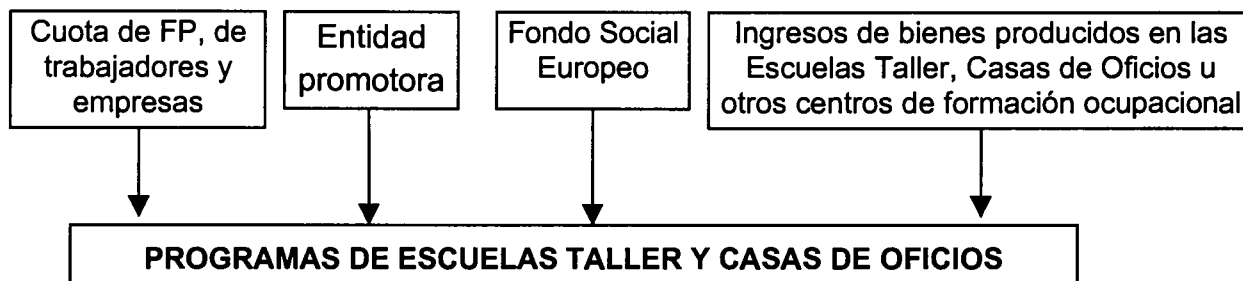 Cuota de FP, de
trabajadores y
empresas
Entidad
promotora
Fondo Social
Europeo
Ingresos de bienes producidos en las
Escuelas Taller, Casas de Oficios u
otros centros de formación ocupacional
PROGRAMAS DE ESCUELAS TALLER Y CASAS DE OFICIOS